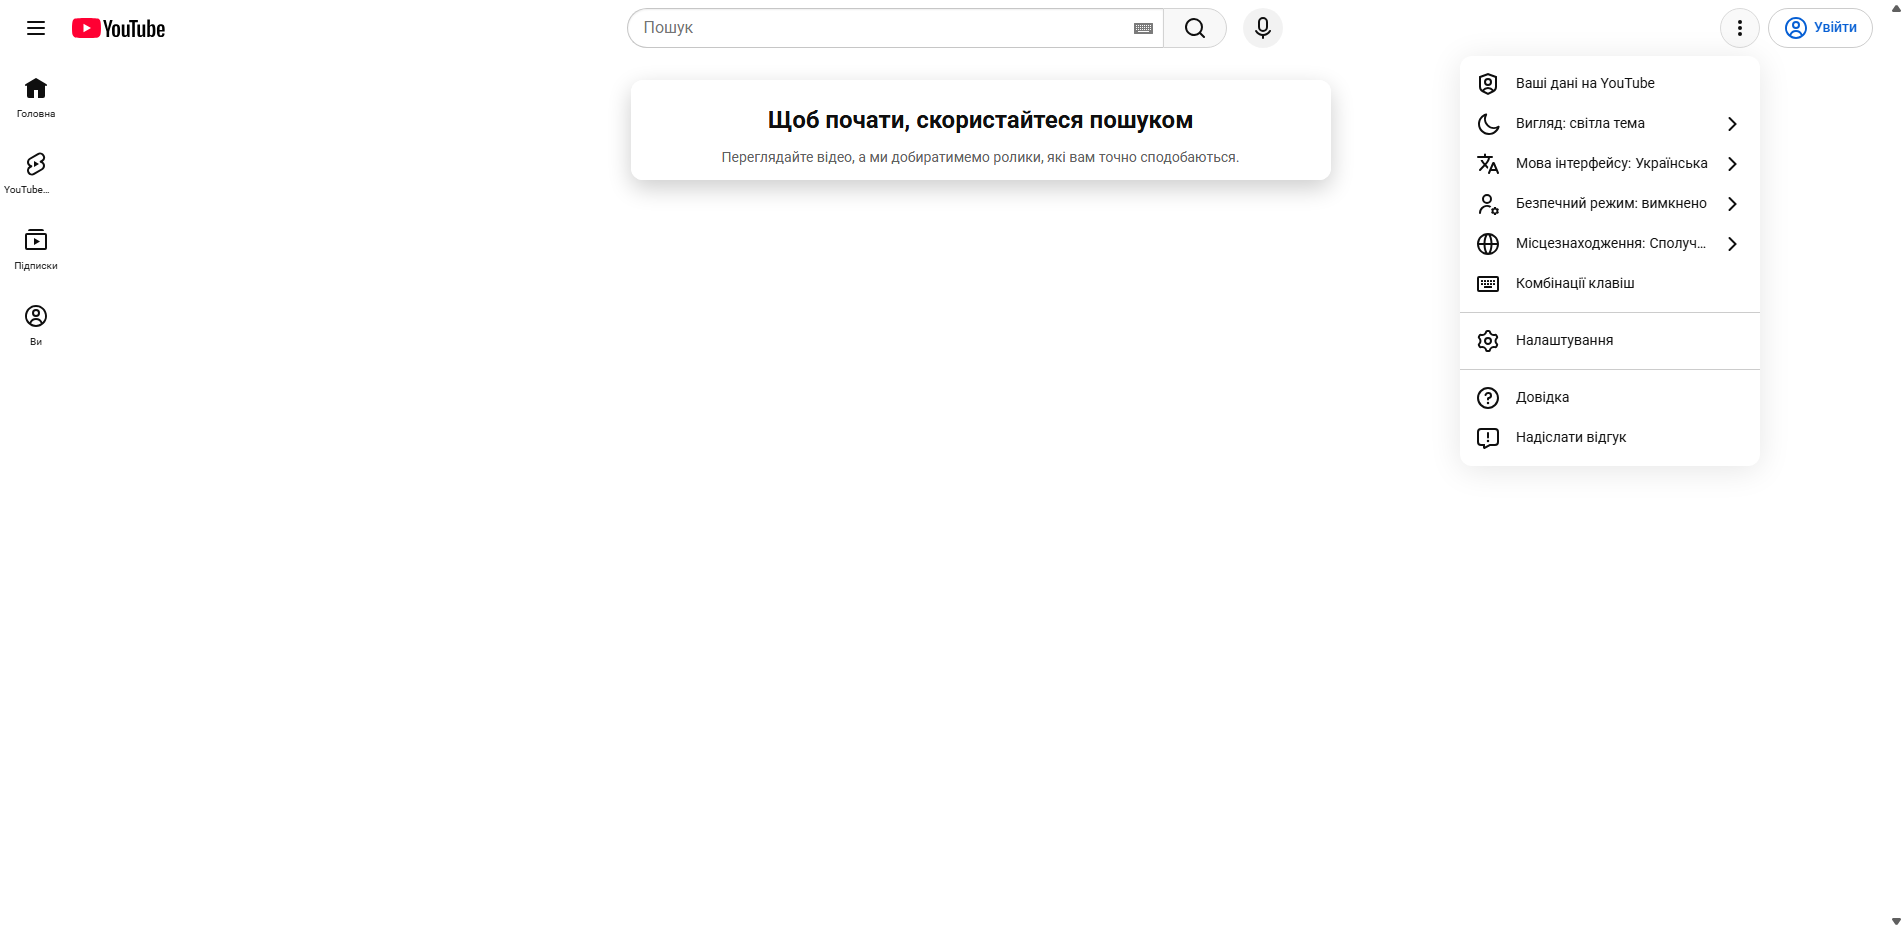 YouTube
Пошук
Увійти
Головна
YouTube...
Підписки
Ви
Щоб почати, скористайтеся пошуком
Переглядайте відео, а ми добиратимемо ролики, які вам точно сподобаються.
Ваші дані на YouTube
Вигляд: світла тема
Мова інтерфейсу: Українська
Безпечний режим: вимкнено
Місцезнаходження: Сполуч...
Комбінації клавіш
Налаштування
Довідка
Надіслати відгук